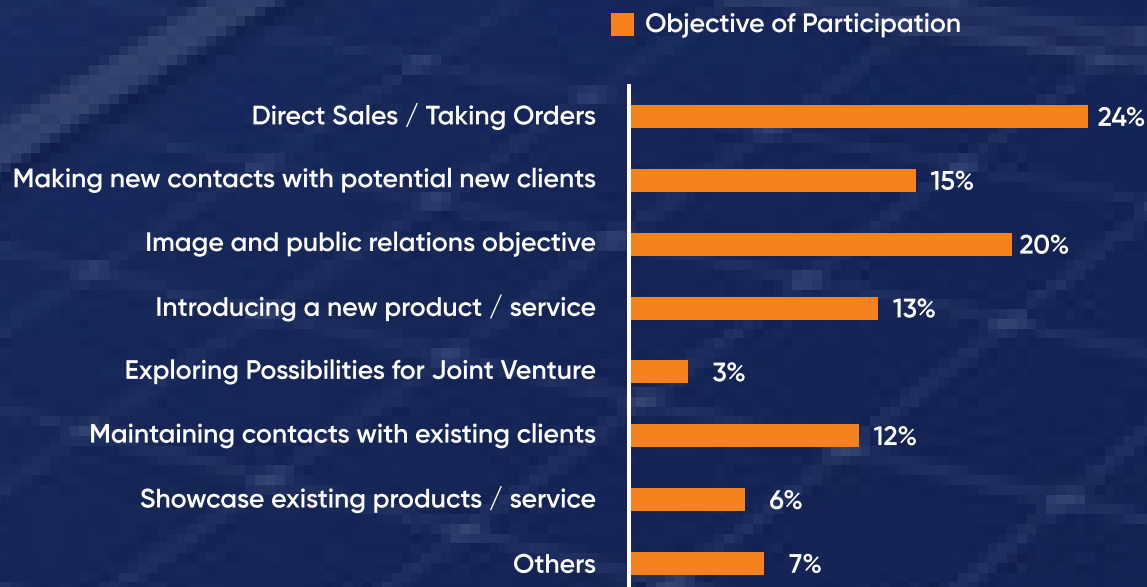 Objective of Participation
Direct Sales / Taking Orders 24%
Making new contacts with potential new clients 15%
Image and public relations objective 20%
Introducing a new product / service 13%
Exploring Possibilities for Joint Venture 3%
Maintaining contacts with existing clients 12%
Showcase existing products / service 6%
Others 7%